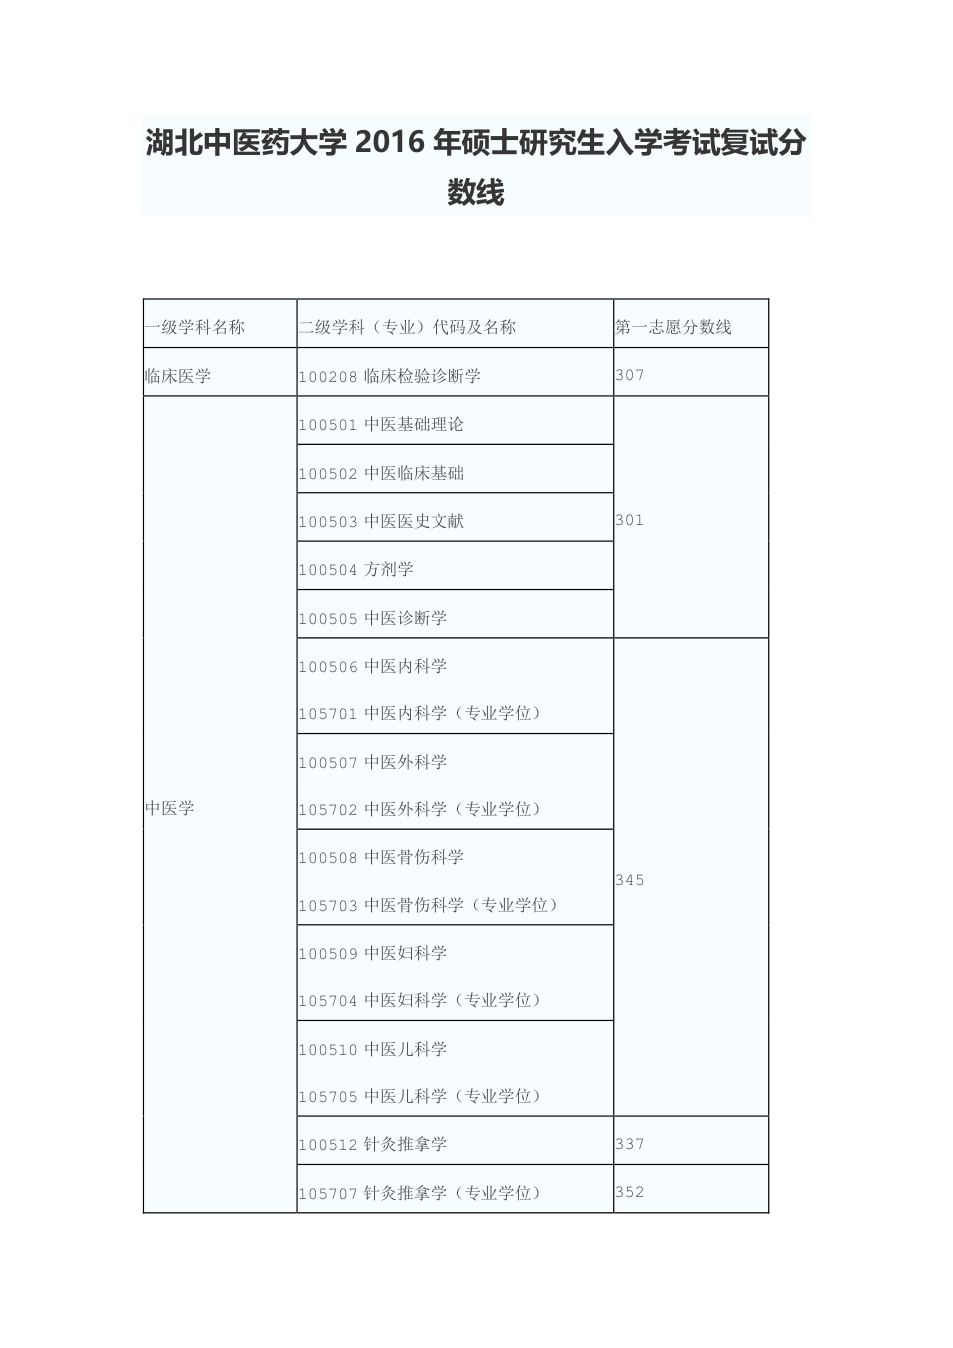 湖北中医药大学 2016 年硕士研究生入学考试复试分
数线
一级学科名称 二级学科（专业）代码及名称 第一志愿分数线
临床医学 100208 临床检验诊断学 307
100501 中医基础理论
100502 中医临床基础
100503 中医医史文献 301
100504 方剂学
100505 中医诊断学
100506 中医内科学
105701 中医内科学（专业学位）
100507 中医外科学
中医学 105702 中医外科学（专业学位）
100508 中医骨伤科学
345
105703 中医骨伤科学（专业学位）
100509 中医妇科学
105704 中医妇科学（专业学位）
100510 中医儿科学
105705 中医儿科学（专业学位）
100512 针灸推拿学 337
105707 针灸推拿学（专业学位） 352